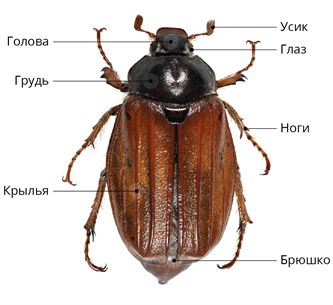 Усик
Голова
Глаз
Грудь
Ноги
Крылья
Брюшко